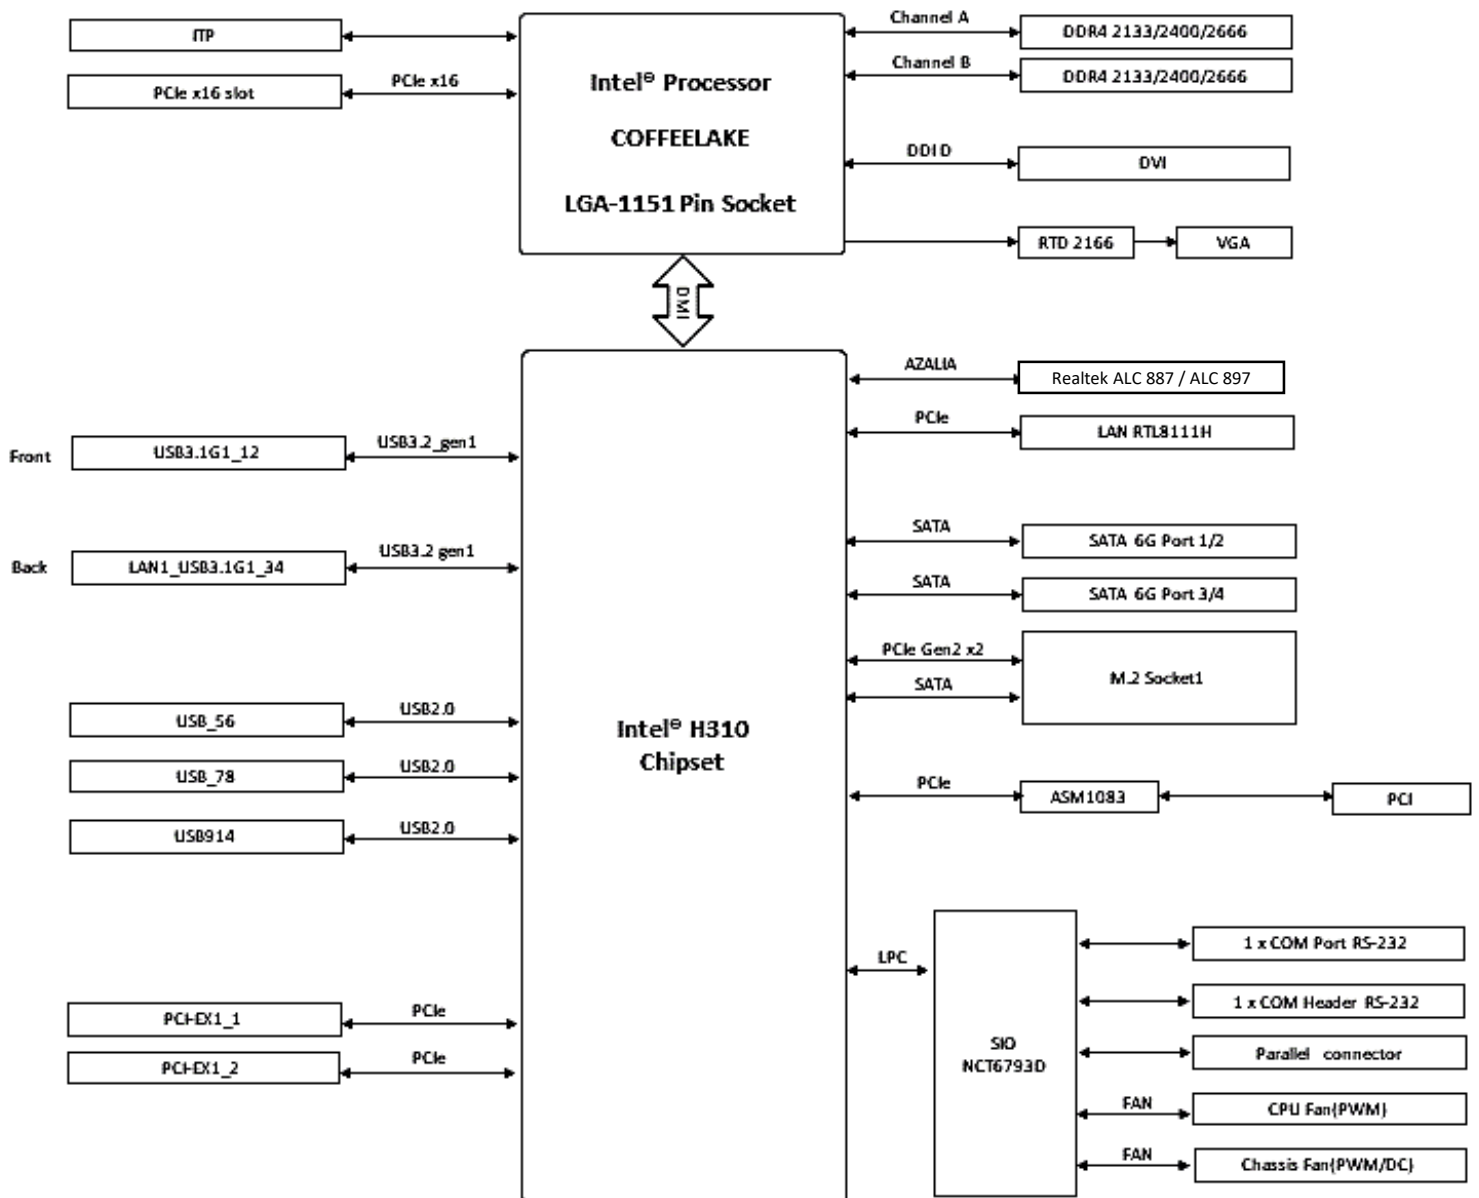 ITP
PCIe x16 slot
PCIe x16
Intel® Processor
COFFEELAKE
LGA-1151 Pin Socket
Channel A
DDR4 2133/2400/2666
Channel B
DDR4 2133/2400/2666
DDI D
DVI
RTD 2166
VGA
DMI
AZALIA
Realtek ALC 887 / ALC 897
PCIe
LAN RTL8111H
Front
USB3.1G1_12
USB3.2_gen1
Back
LAN1_USB3.1G1_34
USB3.2 gen1
SATA
SATA 6G Port 1/2
SATA
SATA 6G Port 3/4
PCIe Gen2 x2
SATA
M.2 Socket1
USB_56
USB2.0
USB_78
USB2.0
USB914
USB2.0
Intel® H310
Chipset
PCIe
ASM1083
PCI
LPC
SIO
NCT6793D
1 x COM Port RS-232
1 x COM Header RS-232
Parallel connector
FAN
CPU Fan(PWM)
FAN
Chassis Fan(PWM/DC)
PCI-EX1_1
PCIe
PCI-EX1_2
PCIe